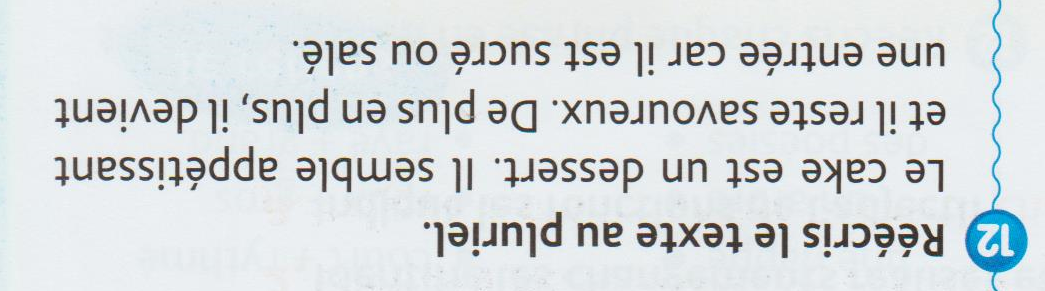 12 Réécris le texte au pluriel.
Le cake est un dessert. Il semble appétissant
et il reste savoureux. De plus en plus, il devient
une entrée car il est sucré ou salé.